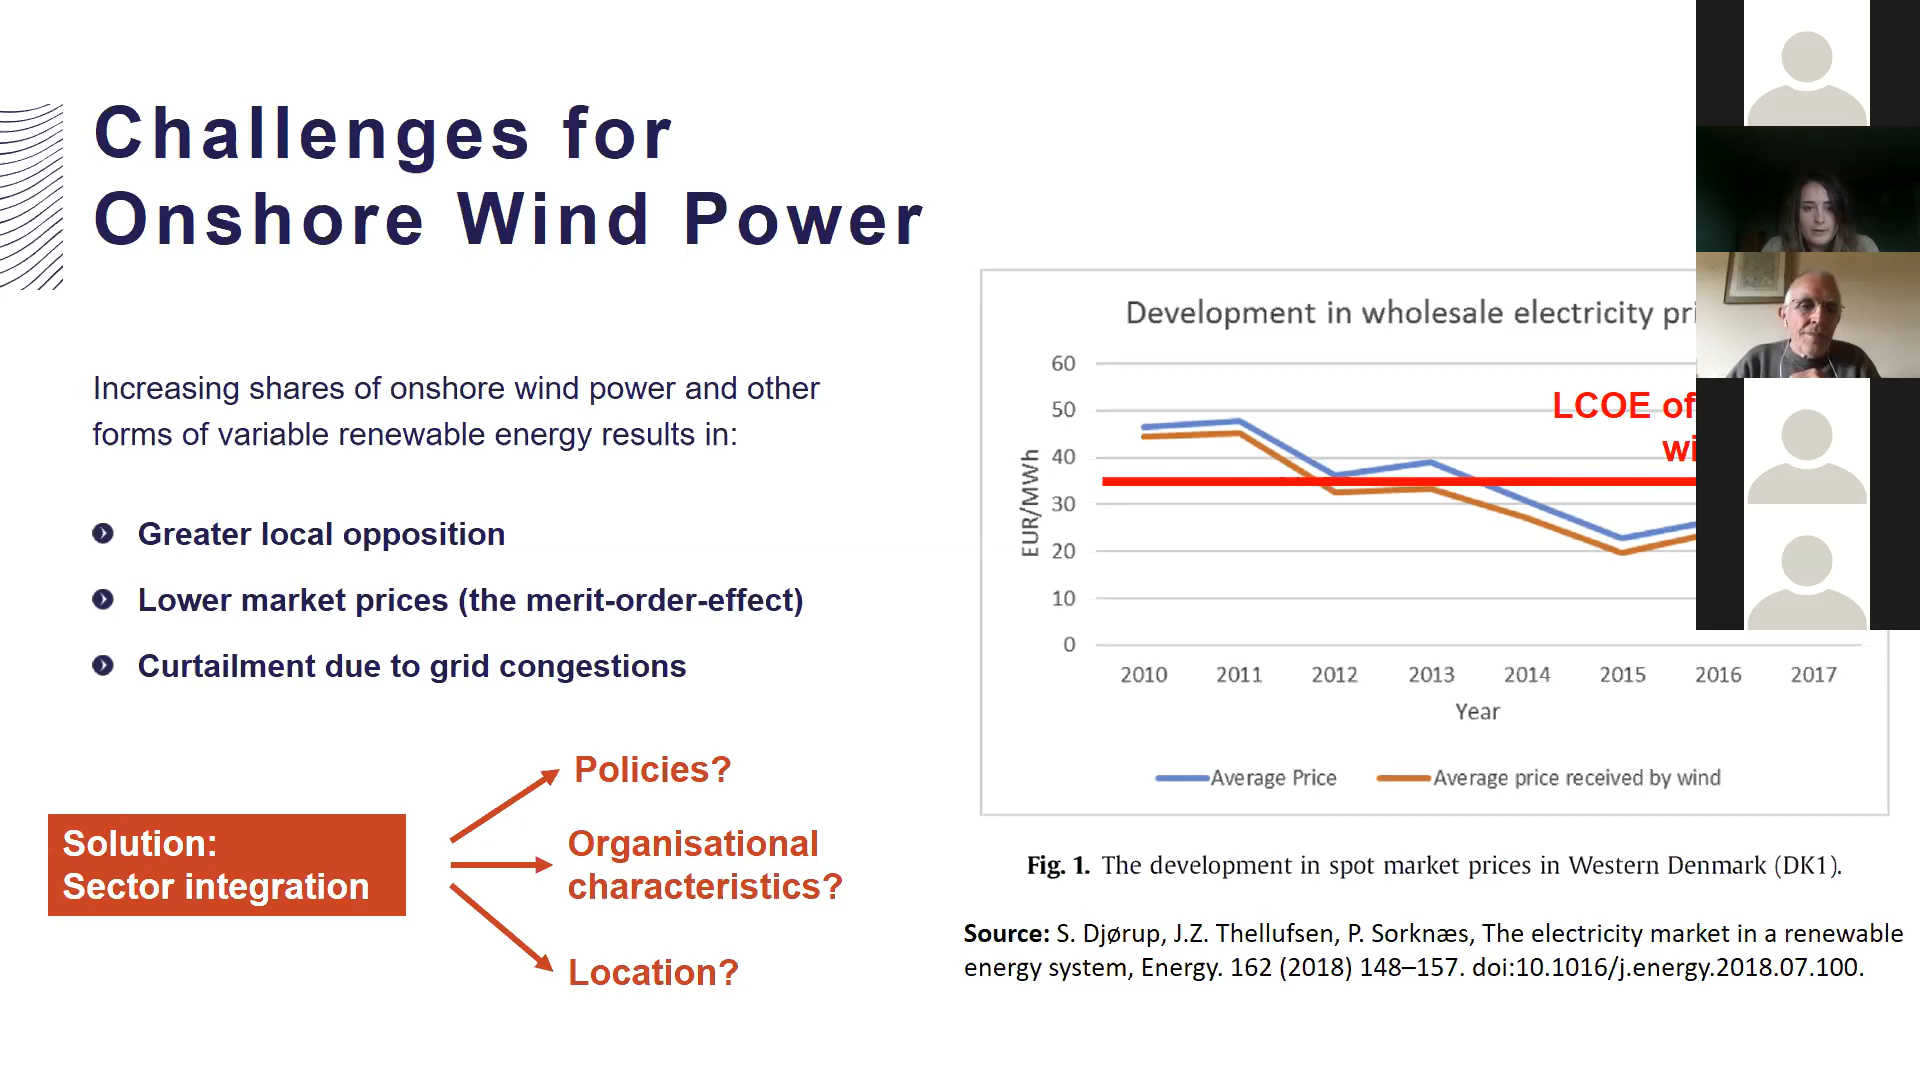 Challenges for
Onshore Wind Power
Increasing shares of onshore wind power and other
forms of variable renewable energy results in:
Greater local opposition
Lower market prices (the merit-order-effect)
Curtailment due to grid congestions
Solution:
Sector integration
Policies?
Organisational
characteristics?
Location?
Development in wholesale electricity
LCOE of
60
50
40
30
20
10
0
EUR/MWh
2010 2011 2012 2013 2014 2015 2016 2017
Year
Average Price Average price received by wind
Fig. 1. The development in spot market prices in Western Denmark (DK1).
Source: S. Djørup, J.Z. Thellufsen, P. Sorknæs, The electricity market in a renewable
energy system, Energy. 162 (2018) 148–157. doi:10.1016/j.energy.2018.07.100.